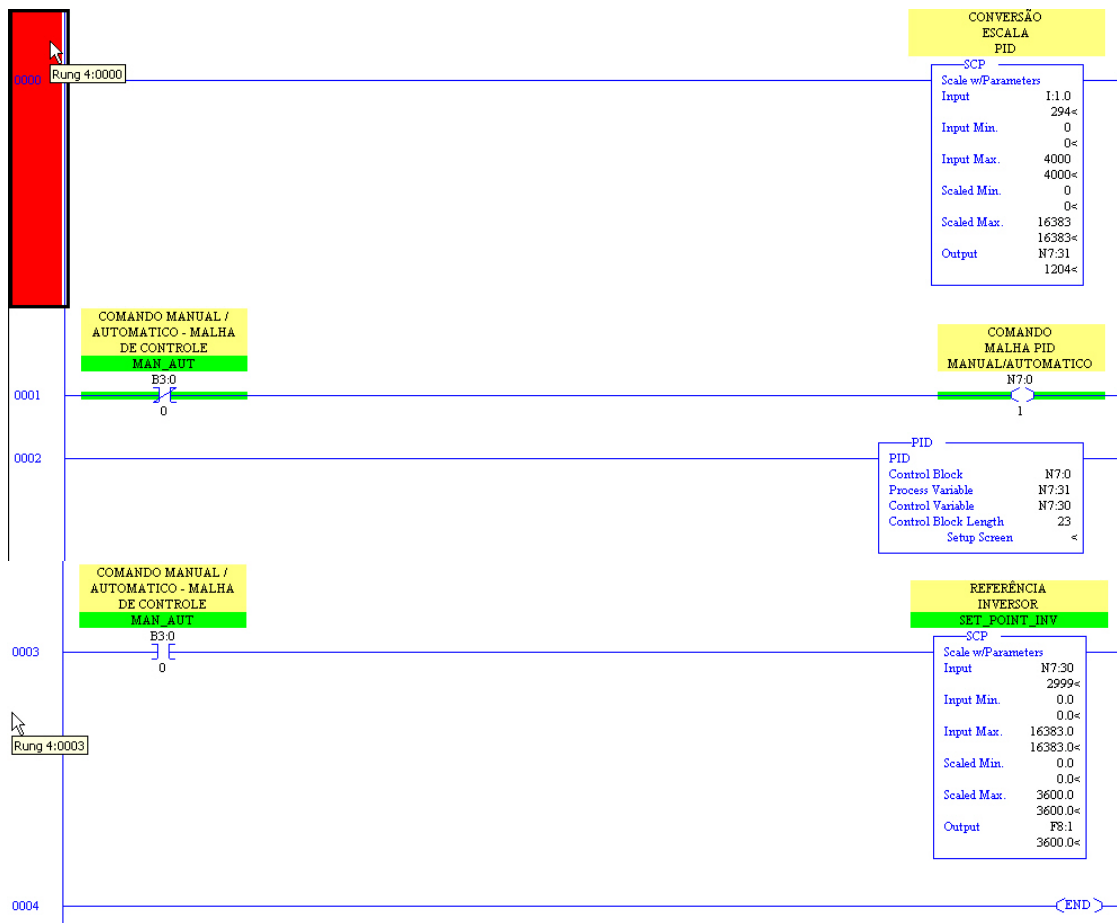 CONVERSÃO
ESCALA
PID
Rung 4:0000
0000
SCP
Scale w/Parameters
Input I:1.0
294<
Input Min. 0
0<
Input Max. 4000
4000<
Scaled Min. 0
0<
Scaled Max. 16383
16383<
Output N7:31
1204<
COMANDO MANUAL /
AUTOMATICO - MALHA
DE CONTROLE
MAN_AUT
B3:0
0
COMANDO
MALHA PID
MANUAL/AUTOMATICO
N7:0
1
0001
0002
PID
PID
Control Block N7:0
Process Variable N7:31
Control Variable N7:30
Control Block Length 23
Setup Screen <
COMANDO MANUAL /
AUTOMATICO - MALHA
DE CONTROLE
MAN_AUT
B3:0
0
REFERÊNCIA
INVERSOR
SET_POINT_INV
0003
SCP
Scale w/Parameters
Input N7:30
2999<
Input Min. 0.0
0.0<
Input Max. 16383.0
16383.0<
Scaled Min. 0.0
0.0<
Scaled Max. 3600.0
3600.0<
Output F8:1
3600.0<
Rung 4:0003
0004
END